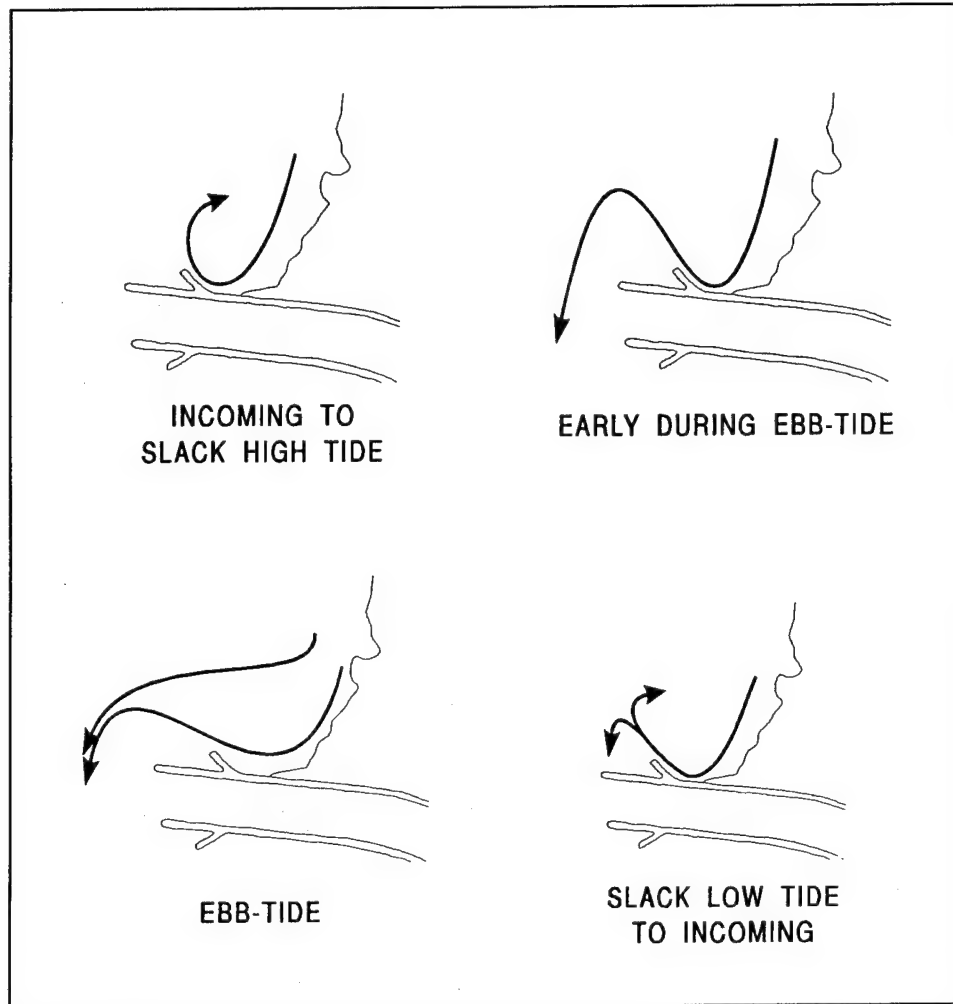 INCOMING TO
SLACK HIGH TIDE
EARLY DURING EBB-TIDE
EBB-TIDE
SLACK LOW TIDE
TO INCOMING